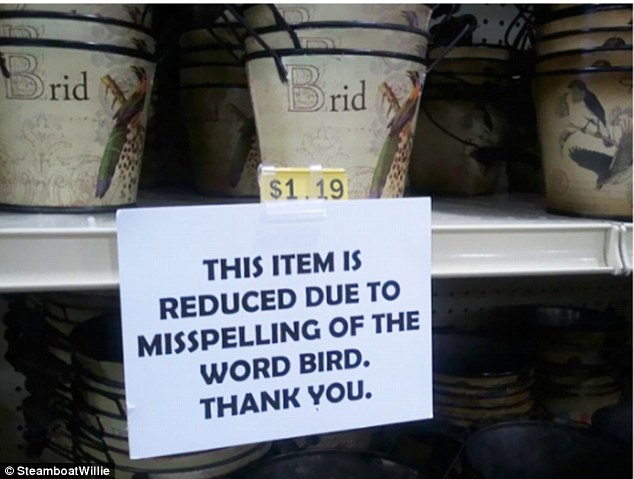 Brid
Brid
$1.19
THIS ITEM IS
REDUCED DUE TO
MISSPELLING OF THE
WORD BIRD.
THANK YOU.
© SteamboatWillie